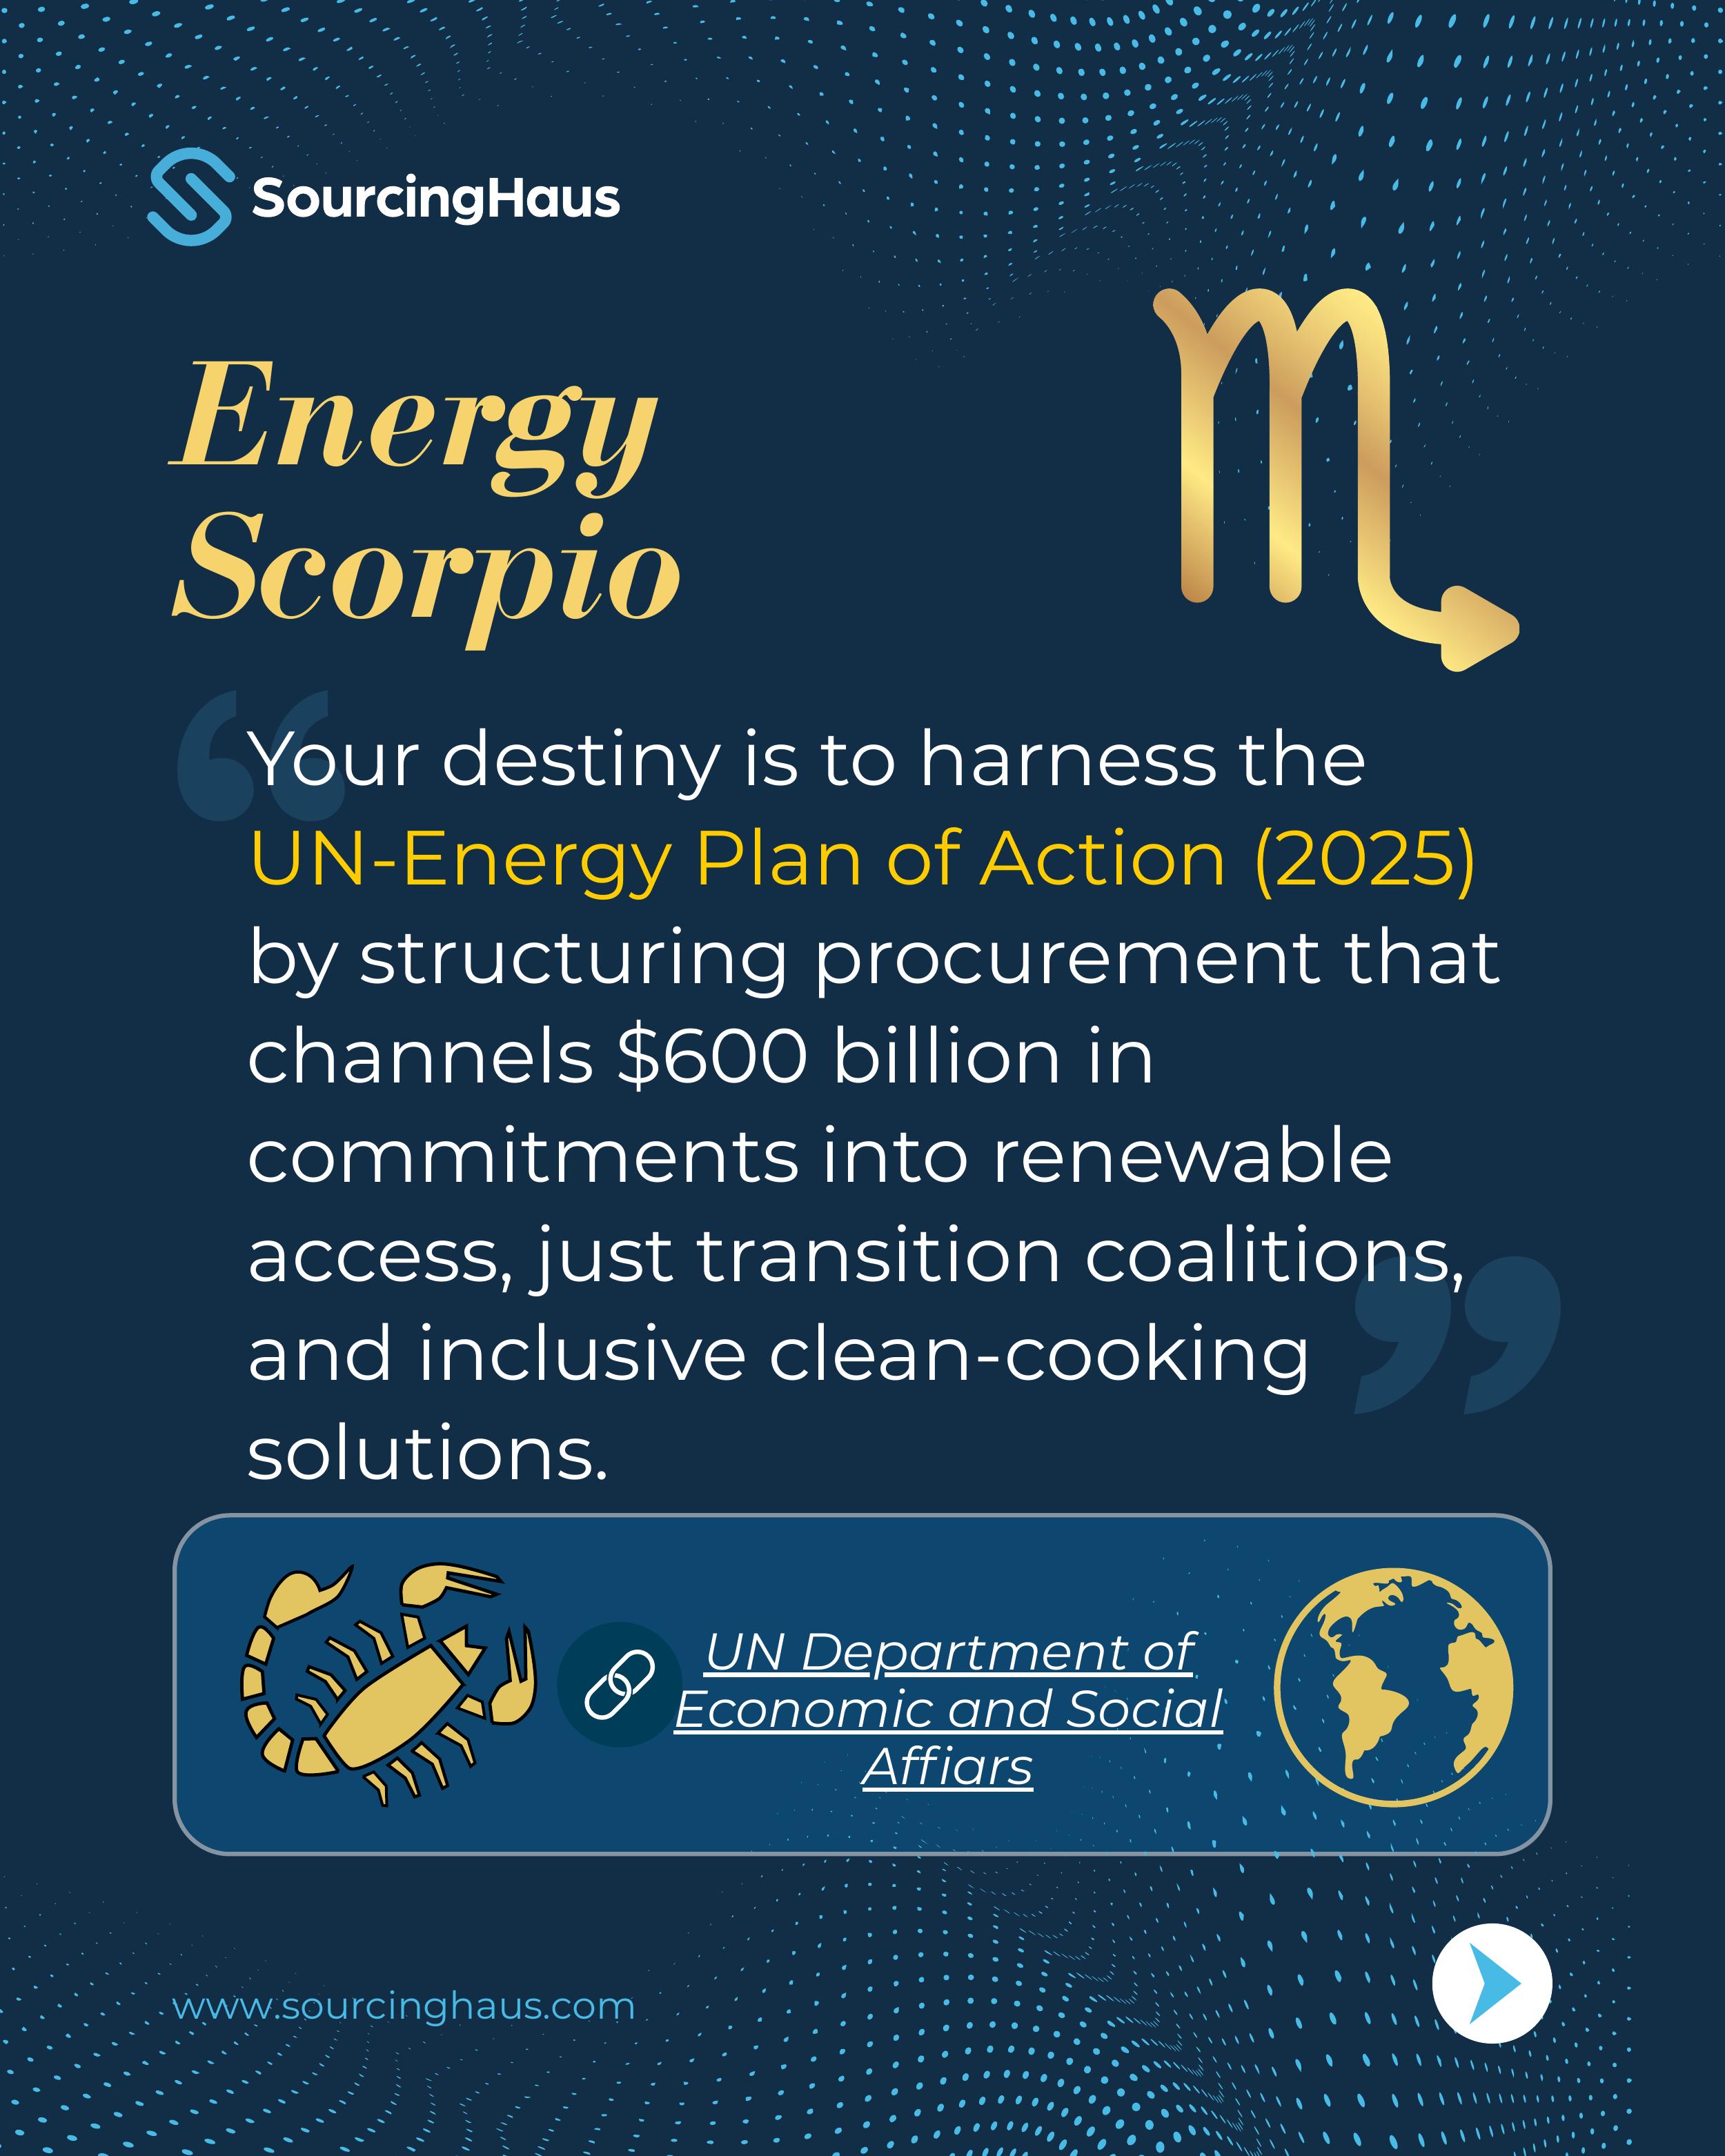 SourcingHaus
Energy
Scorpio
“
Your destiny is to harness the
UN-Energy Plan of Action (2025)
by structuring procurement that
channels $600 billion in
commitments into renewable
access, just transition coalitions,
and inclusive clean-cooking
solutions.
”
UN Department of
Economic and Social
Affiars
www.sourcinghaus.com